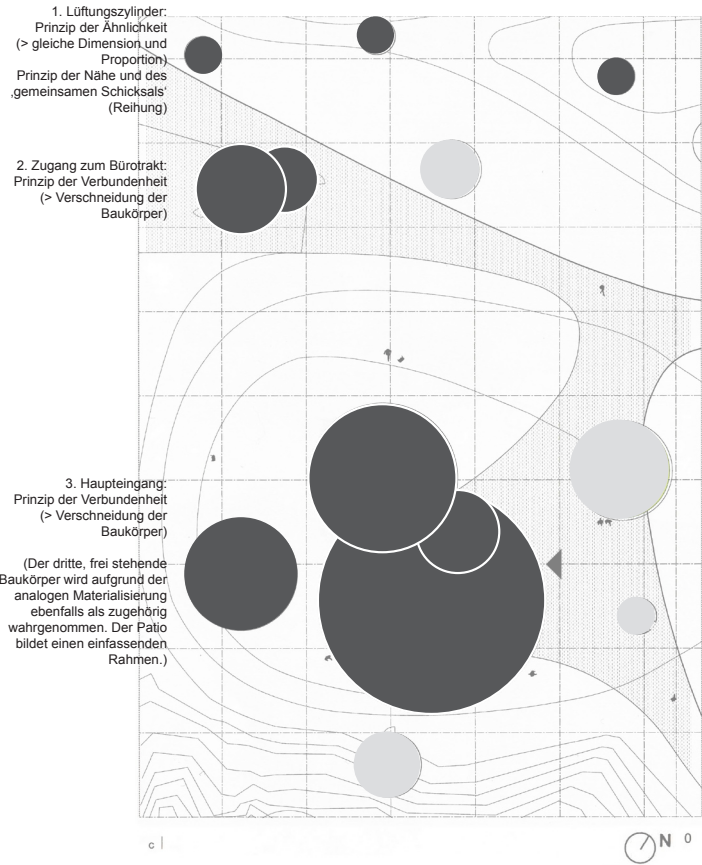 1. Lüftungszylinder:
Prinzip der Ähnlichkeit
(> gleiche Dimension und
Proportion)
Prinzip der Nähe und des
‚gemeinsamen Schicksals‘
(Reihung)
2. Zugang zum Bürotrakt:
Prinzip der Verbundenheit
(> Verschneidung der
Baukörper)
3. Haupteingang:
Prinzip der Verbundenheit
(> Verschneidung der
Baukörper)
(Der dritte, frei stehende
Baukörper wird aufgrund der
analogen Materialisierung
ebenfalls als zugehörig
wahrgenommen. Der Patio
bildet einen einfassenden
Rahmen.)
c |
N 0